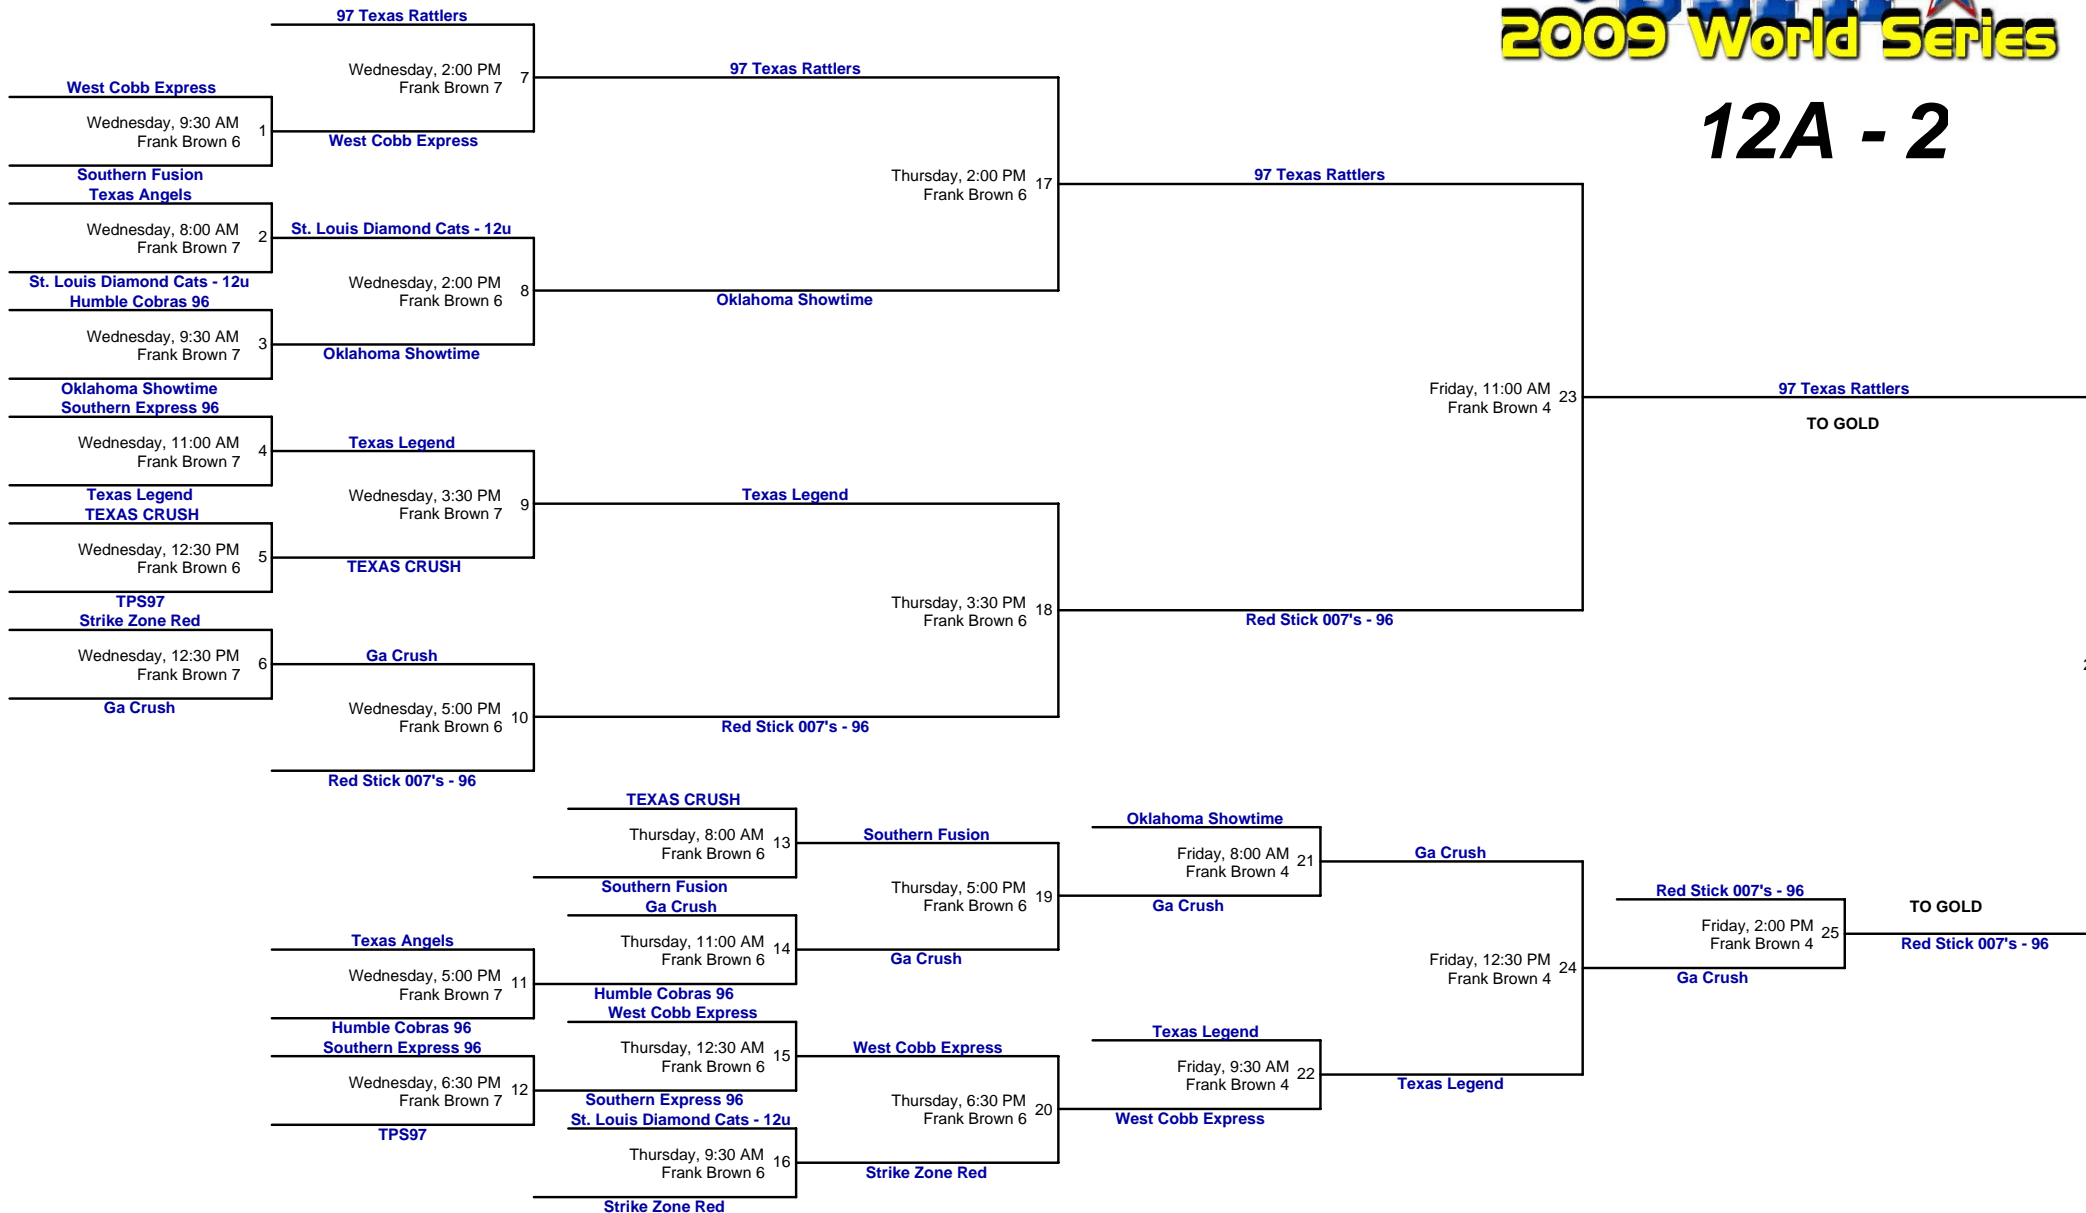 2009 World Series
12A - 2
97 Texas Rattlers
Wednesday, 2:00 PM 7
Frank Brown 7
West Cobb Express
West Cobb Express
Wednesday, 9:30 AM 1
Frank Brown 6
Southern Fusion
Texas Angels
Wednesday, 8:00 AM 2
Frank Brown 7
St. Louis Diamond Cats - 12u
Humble Cobras 96
Wednesday, 9:30 AM 3
Frank Brown 7
Oklahoma Showtime
Southern Express 96
Wednesday, 11:00 AM 4
Frank Brown 7
Texas Legend
TEXAS CRUSH
Wednesday, 12:30 PM 5
Frank Brown 6
TPS97
Strike Zone Red
Wednesday, 12:30 PM 6
Frank Brown 7
Ga Crush
St. Louis Diamond Cats - 12u
Wednesday, 2:00 PM 8
Frank Brown 6
Oklahoma Showtime
Texas Legend
Wednesday, 3:30 PM 9
Frank Brown 7
TEXAS CRUSH
Ga Crush
Wednesday, 5:00 PM 10
Frank Brown 6
Red Stick 007's - 96
97 Texas Rattlers
Thursday, 2:00 PM 17
Frank Brown 6
Oklahoma Showtime
Texas Legend
Thursday, 3:30 PM 18
Frank Brown 6
Red Stick 007's - 96
97 Texas Rattlers
Friday, 11:00 AM 23
Frank Brown 4
Red Stick 007's - 96
97 Texas Rattlers
TO GOLD
Texas Angels
Wednesday, 5:00 PM 11
Frank Brown 7
Humble Cobras 96
Southern Express 96
Wednesday, 6:30 PM 12
Frank Brown 7
TPS97
TEXAS CRUSH
Thursday, 8:00 AM 13
Frank Brown 6
Southern Fusion
Ga Crush
Thursday, 11:00 AM 14
Frank Brown 6
Humble Cobras 96
West Cobb Express
Thursday, 12:30 AM 15
Frank Brown 6
Southern Express 96
St. Louis Diamond Cats - 12u
Thursday, 9:30 AM 16
Frank Brown 6
Strike Zone Red
Southern Fusion
Thursday, 5:00 PM 19
Frank Brown 6
Ga Crush
West Cobb Express
Thursday, 6:30 PM 20
Frank Brown 6
Strike Zone Red
Oklahoma Showtime
Friday, 8:00 AM 21
Frank Brown 4
Ga Crush
Texas Legend
Friday, 9:30 AM 22
Frank Brown 4
West Cobb Express
Ga Crush
Friday, 12:30 PM 24
Frank Brown 4
Texas Legend
Red Stick 007's - 96
Friday, 2:00 PM 25
Frank Brown 4
Ga Crush
TO GOLD
Red Stick 007's - 96